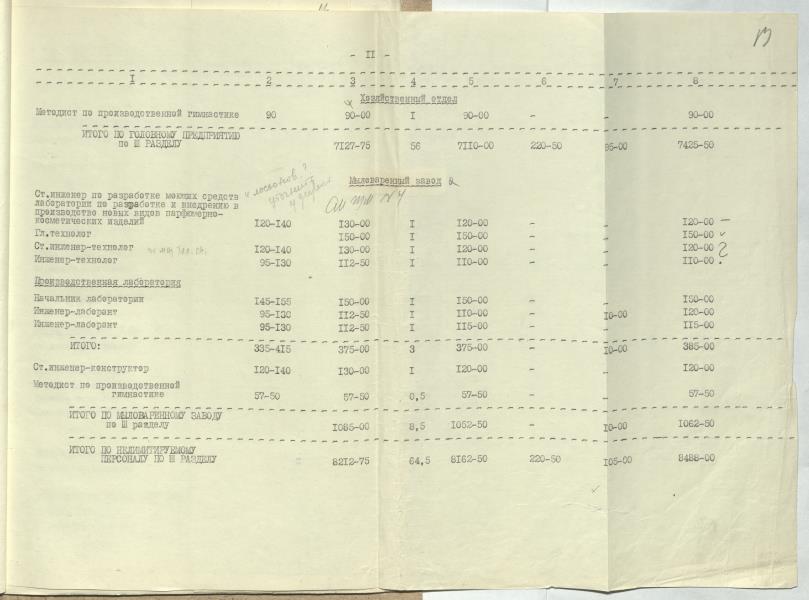 - II -
I 2 3 4 5 6 7 8
Хозяйственный отдел
Методист по производственной гимнастике 90 90-00 I 90-00 - - 90-00
ИТОГО ПО ГОЛОВНОМУ ПРЕДПРИЯТИЮ
по Ш РАЗДЕЛУ 7I27-75 56 7II0-00 220-50 95-00 7425-50
Мыловаренный завод
Ст.инженер по разработке моющих средств
лаборатории по разработке и внедрению в
производство новых видов парфюмерно-
косметических изделий I20-I40 I30-00 I I20-00 - - I20-00
Гл.технолог I50-00 I I50-00 - - I50-00
Ст.инженер-технолог I20-I40 I30-00 I I20-00 - - I20-00
Инженер-технолог 95-I30 II2-50 I II0-00 - - II0-00
Производственная лаборатория
Начальник лаборатории I45-I55 I50-00 I I50-00 - - I50-00
Инженер-лаборант 95-I30 II2-50 I II0-00 - I0-00 I20-00
Инженер-лаборант 95-I30 II2-50 I II5-00 - - II5-00
ИТОГО: 335-4I5 375-00 3 375-00 - I0-00 385-00
Ст.инженер-конструктор I20-I40 I30-00 I I20-00 - - I20-00
Методист по производственной
гимнастике 57-50 57-50 0,5 57-50 - - 57-50
ИТОГО ПО МЫЛОВАРЕННОМУ ЗАВОДУ
по Ш разделу I085-00 8,5 I052-50 - I0-00 I062-50
ИТОГО ПО НЕЛИМИТИРУЕМОМУ
ПЕРСОНАЛУ ПО Ш РАЗДЕЛУ 82I2-75 64,5 8I62-50 220-50 I05-00 8488-00